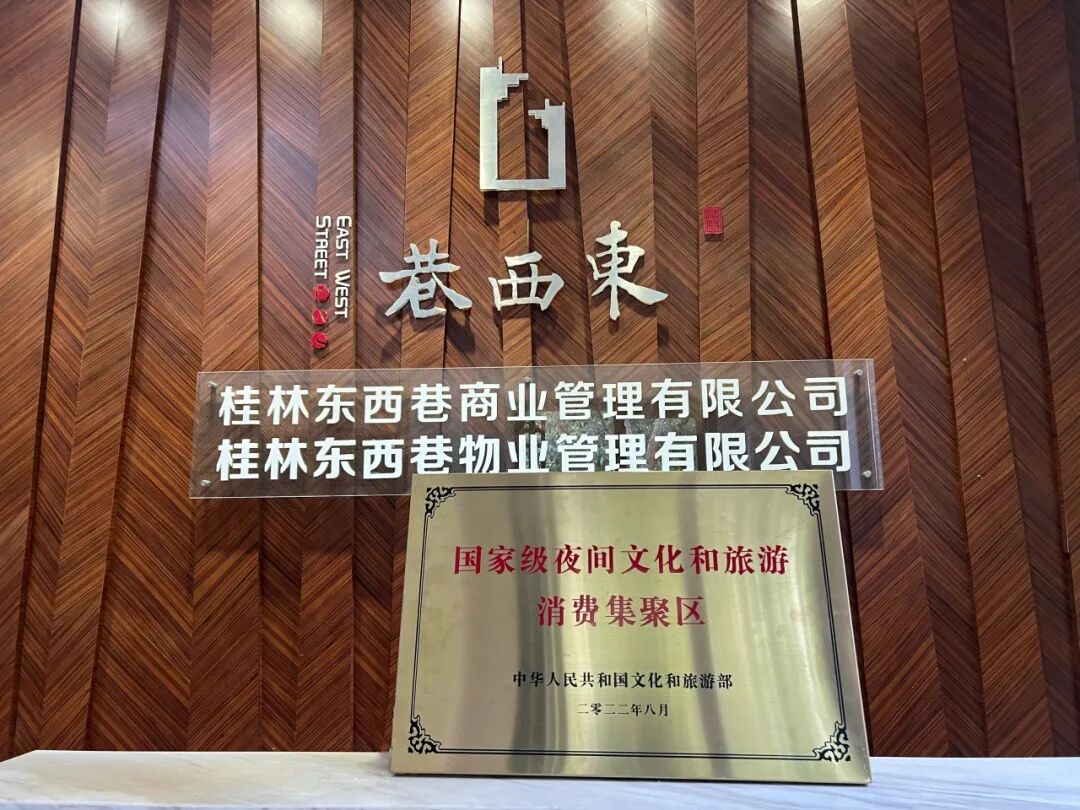 EAST WEST
STREET
巷西東
桂林东西巷商业管理有限公司
桂林东西巷物业管理有限公司
国家级夜间文化和旅游
消费集聚区
中华人民共和国文化和旅游部
二零二二年八月